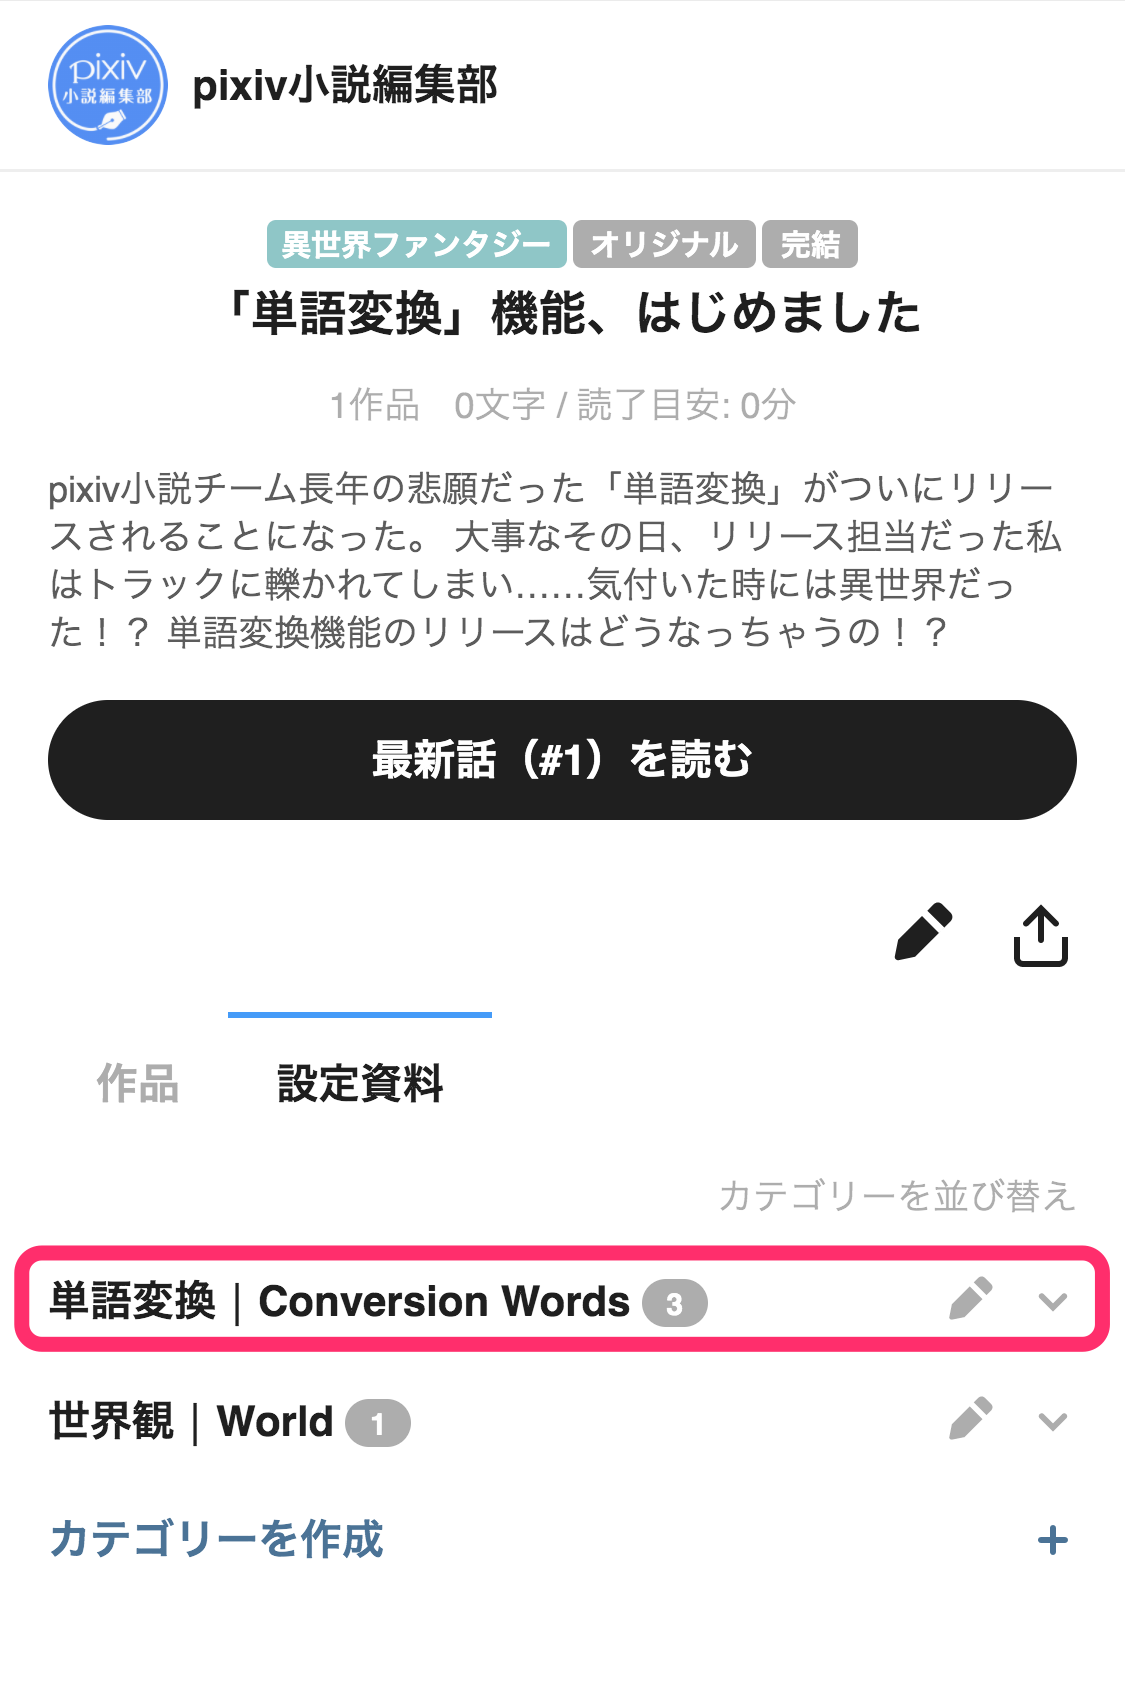 pixiv
小説編集部
pixiv小説編集部
異世界ファンタジー オリジナル 完結
「単語変換」機能、はじめました
1作品 0文字 / 読了目安: 0分
pixiv小説チーム長年の悲願だった「単語変換」がついにリリー
スされることになった。 大事なその日、リリース担当だった私
はトラックに轢かれてしまい……気付いた時には異世界だっ
た！？ 単語変換機能のリリースはどうなっちゃうの！？
最新話（#1）を読む
作品 設定資料
カテゴリーを並び替え
単語変換｜Conversion Words 3
世界観｜World 1
カテゴリーを作成 +